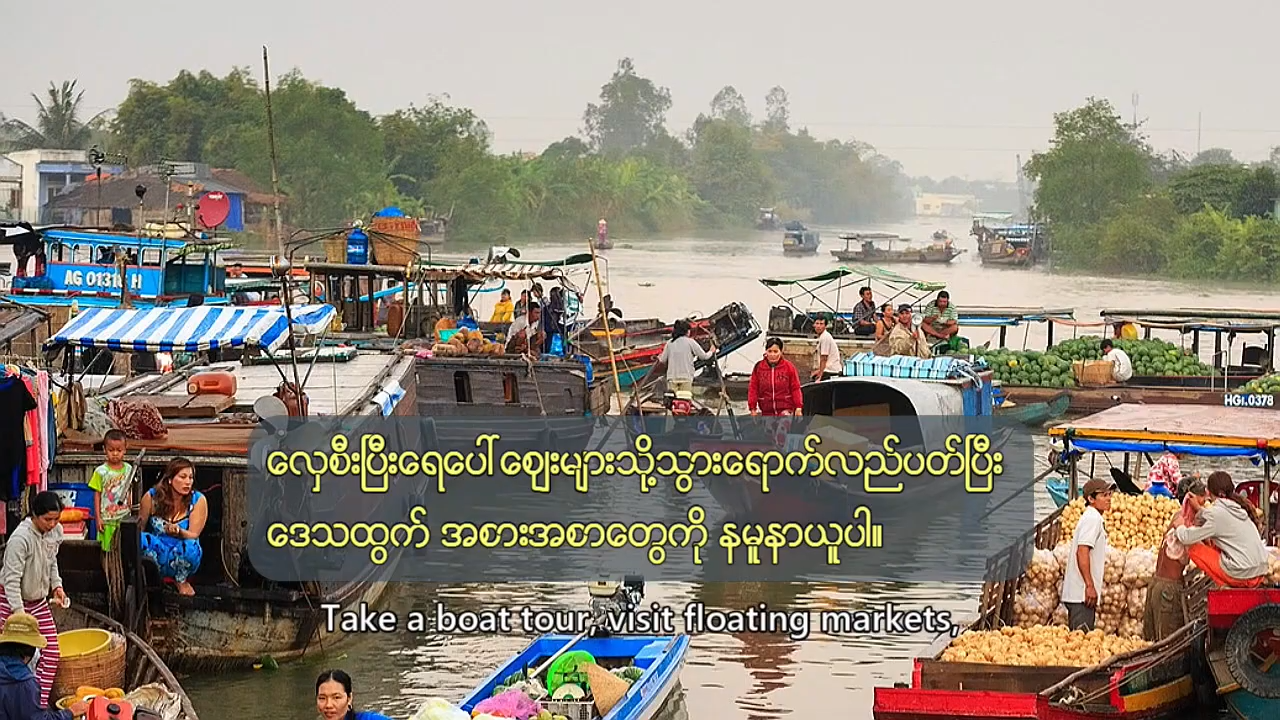 AG 01316 H
HGi.0378
လှေစီးပြီးရေပေါ် ဈေးများသို့သွားရောက်လည်ပတ်ပြီး
ဒေသထွက် အစားအစာတွေကို နမူနာယူပါ။
Take a boat tour, visit floating markets,